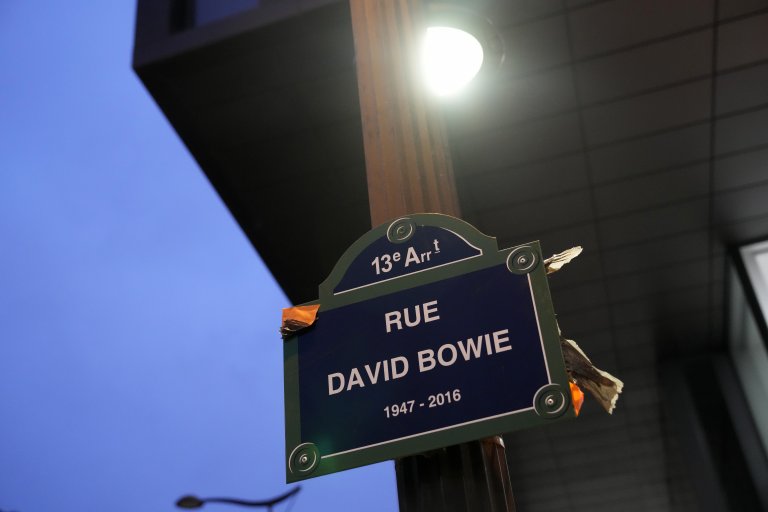 13e Arrt
RUE
DAVID BOWIE
1947 - 2016